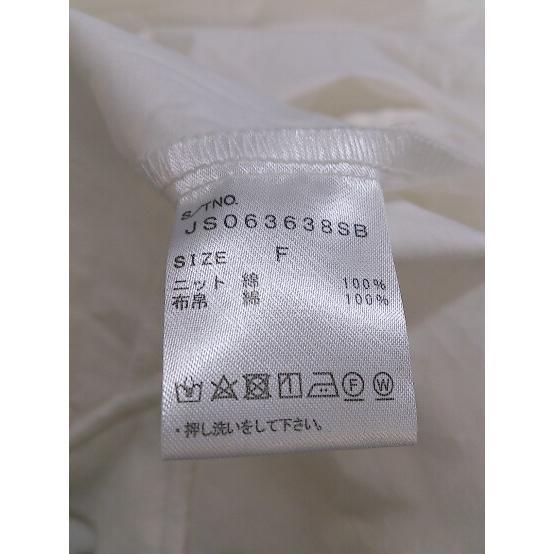 S/TNO.
JS063638SB
SIZE F
ニット 綿 100%
布帛 綿 100%
F W
・押し洗いをして下さい。